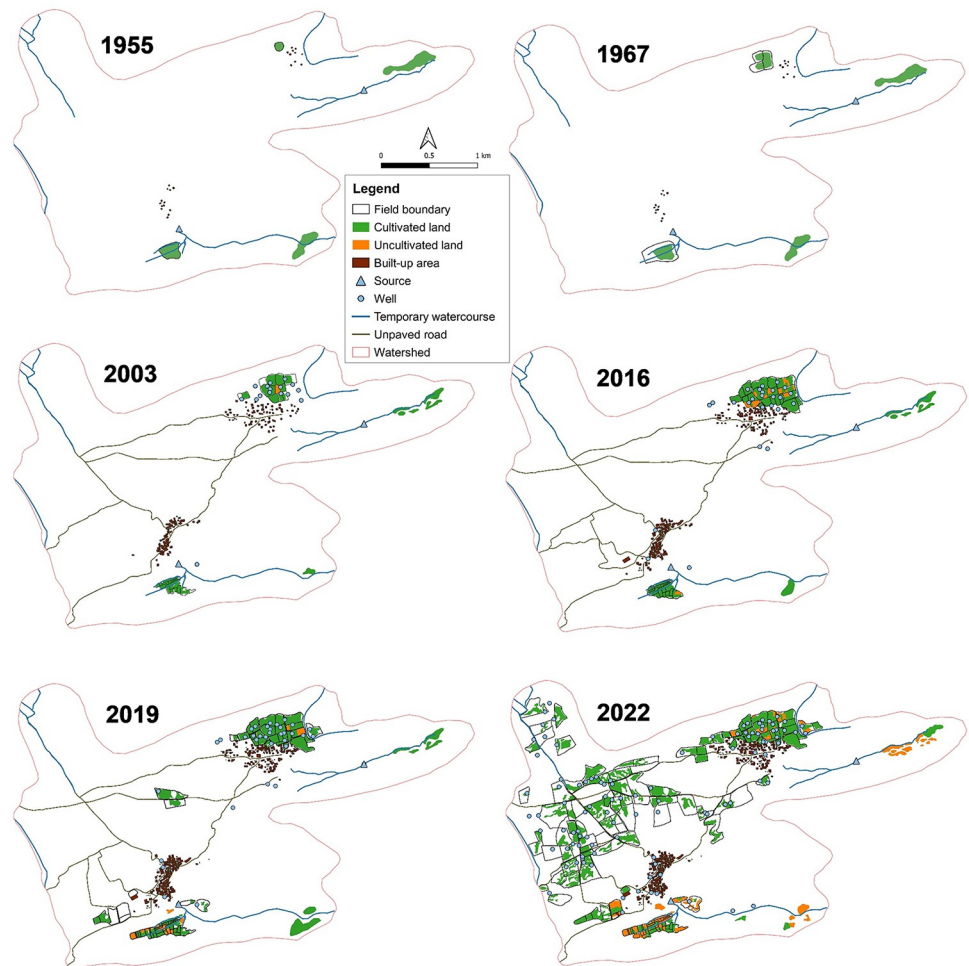 1955
1967
0 0.5 1 km
Legend
Field boundary
Cultivated land
Uncultivated land
Built-up area
Source
Well
Temporary watercourse
Unpaved road
Watershed
2003
2016
2019
2022